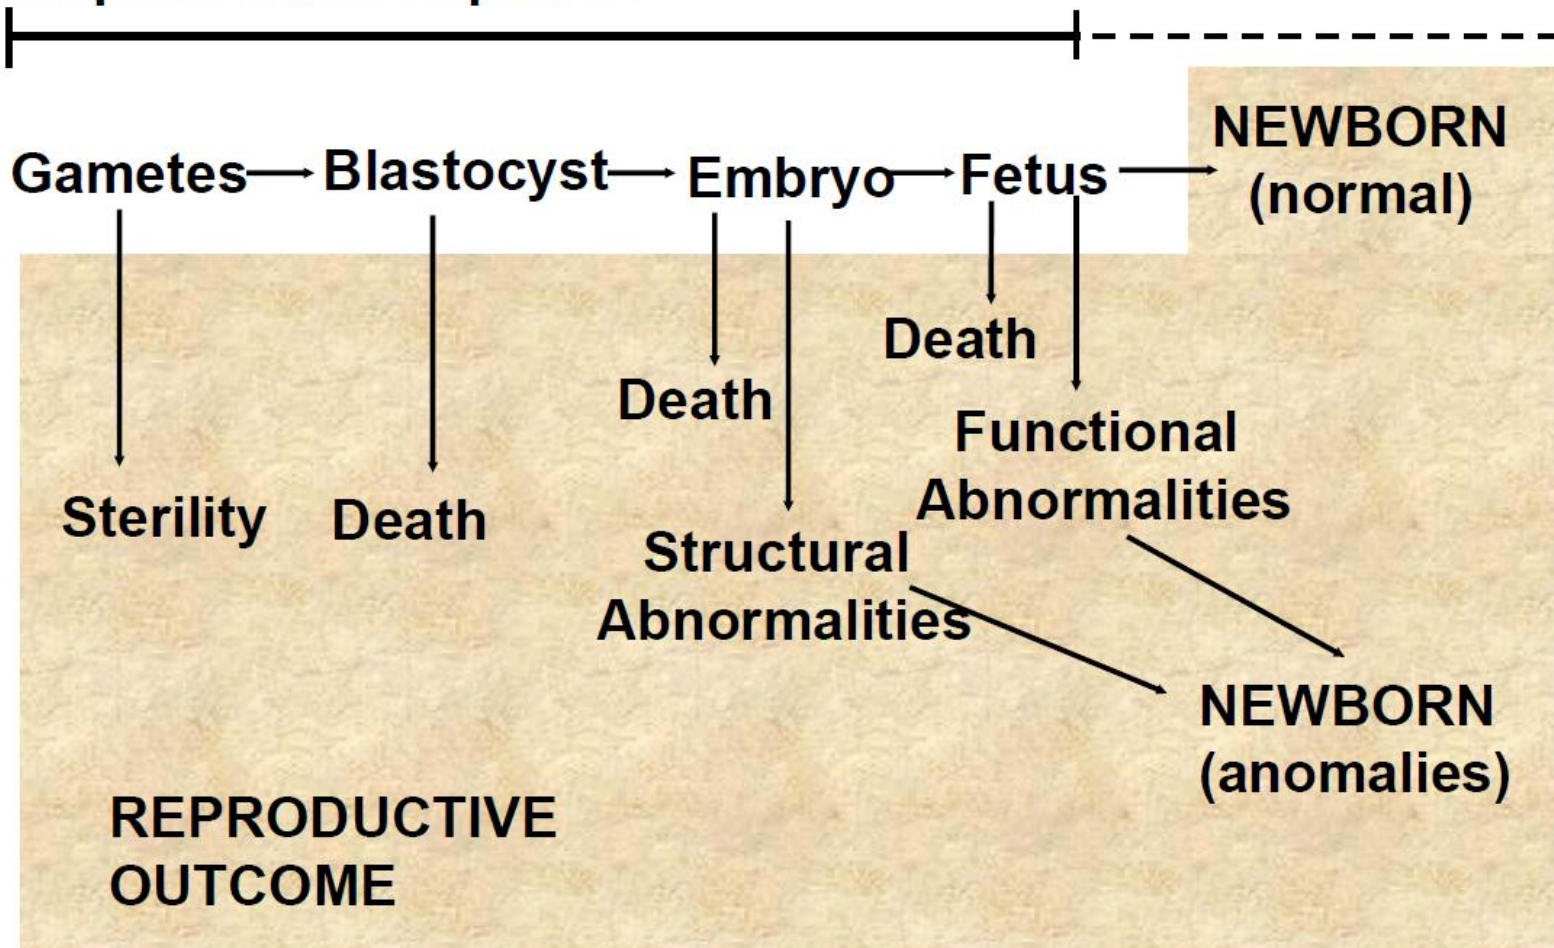 Gametes Blastocyst Embryo Fetus NEWBORN
(normal)
Death
Death
Functional
Abnormalities
Sterility Death
Structural
Abnormalities
NEWBORN
(anomalies)
REPRODUCTIVE
OUTCOME